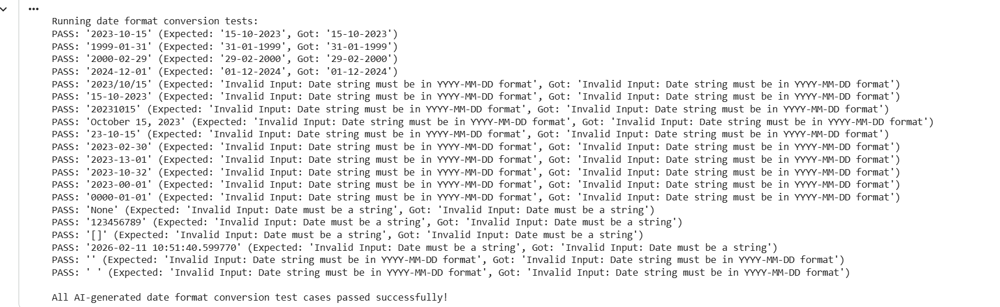 ...
Running date format conversion tests:
PASS: '2023-10-15' (Expected: '15-10-2023', Got: '15-10-2023')
PASS: '1999-01-31' (Expected: '31-01-1999', Got: '31-01-1999')
PASS: '2000-02-29' (Expected: '29-02-2000', Got: '29-02-2000')
PASS: '2024-12-01' (Expected: '01-12-2024', Got: '01-12-2024')
PASS: '2023/10/15' (Expected: 'Invalid Input: Date string must be in YYYY-MM-DD format', Got: 'Invalid Input: Date string must be in YYYY-MM-DD format')
PASS: '15-10-2023' (Expected: 'Invalid Input: Date string must be in YYYY-MM-DD format', Got: 'Invalid Input: Date string must be in YYYY-MM-DD format')
PASS: '20231015' (Expected: 'Invalid Input: Date string must be in YYYY-MM-DD format', Got: 'Invalid Input: Date string must be in YYYY-MM-DD format')
PASS: 'October 15, 2023' (Expected: 'Invalid Input: Date string must be in YYYY-MM-DD format', Got: 'Invalid Input: Date string must be in YYYY-MM-DD format')
PASS: '23-10-15' (Expected: 'Invalid Input: Date string must be in YYYY-MM-DD format', Got: 'Invalid Input: Date string must be in YYYY-MM-DD format')
PASS: '2023-02-30' (Expected: 'Invalid Input: Date string must be in YYYY-MM-DD format', Got: 'Invalid Input: Date string must be in YYYY-MM-DD format')
PASS: '2023-13-01' (Expected: 'Invalid Input: Date string must be in YYYY-MM-DD format', Got: 'Invalid Input: Date string must be in YYYY-MM-DD format')
PASS: '2023-10-32' (Expected: 'Invalid Input: Date string must be in YYYY-MM-DD format', Got: 'Invalid Input: Date string must be in YYYY-MM-DD format')
PASS: '2023-00-01' (Expected: 'Invalid Input: Date string must be in YYYY-MM-DD format', Got: 'Invalid Input: Date string must be in YYYY-MM-DD format')
PASS: '0000-01-01' (Expected: 'Invalid Input: Date string must be in YYYY-MM-DD format', Got: 'Invalid Input: Date string must be in YYYY-MM-DD format')
PASS: 'None' (Expected: 'Invalid Input: Date must be a string', Got: 'Invalid Input: Date must be a string')
PASS: '123456789' (Expected: 'Invalid Input: Date must be a string', Got: 'Invalid Input: Date must be a string')
PASS: '[]' (Expected: 'Invalid Input: Date must be a string', Got: 'Invalid Input: Date must be a string')
PASS: '2026-02-11 10:51:40.599770' (Expected: 'Invalid Input: Date must be a string', Got: 'Invalid Input: Date must be a string')
PASS: '' (Expected: 'Invalid Input: Date string must be in YYYY-MM-DD format', Got: 'Invalid Input: Date string must be in YYYY-MM-DD format')
PASS: ' ' (Expected: 'Invalid Input: Date string must be in YYYY-MM-DD format', Got: 'Invalid Input: Date string must be in YYYY-MM-DD format')
All AI-generated date format conversion test cases passed successfully!